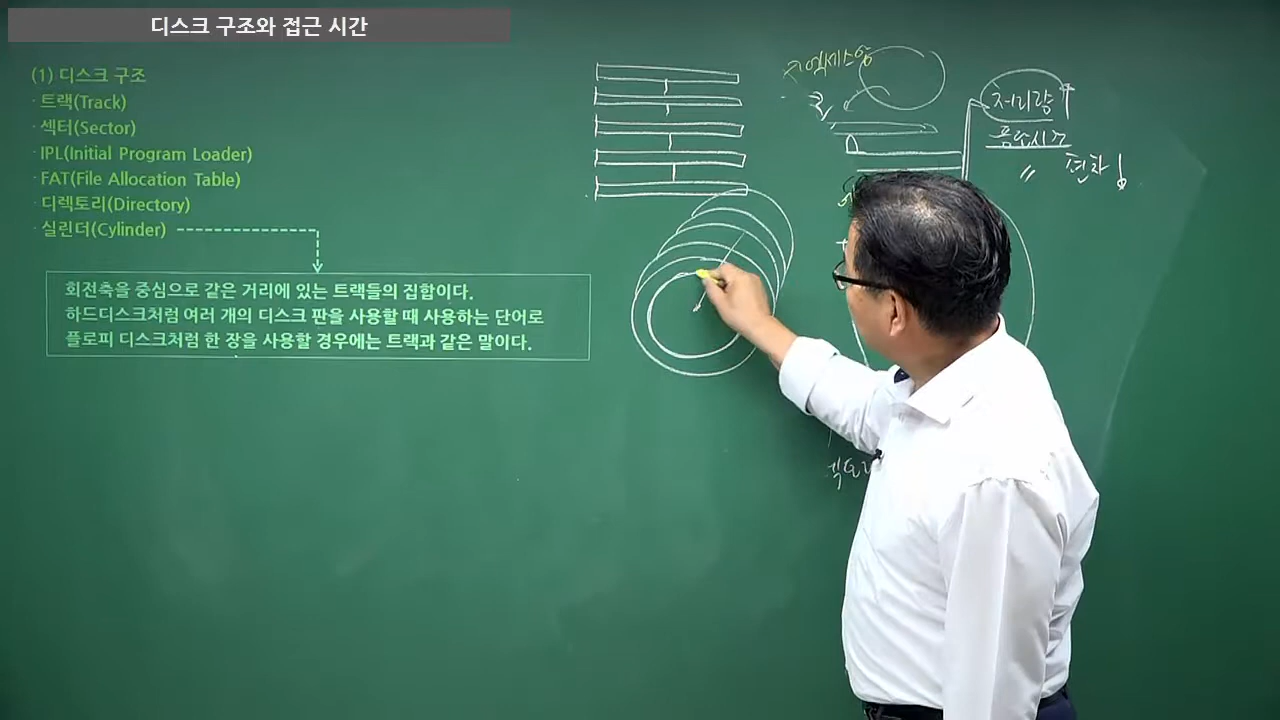 디스크 구조와 접근 시간
(1) 디스크 구조
· 트랙(Track)
· 섹터(Sector)
· IPL(Initial Program Loader)
· FAT(File Allocation Table)
· 디렉토리(Directory)
· 실린더(Cylinder)
회전축을 중심으로 같은 거리에 있는 트랙들의 집합이다.
하드디스크처럼 여러 개의 디스크 판을 사용할 때 사용하는 단어로
플로피 디스크처럼 한 장을 사용할 경우에는 트랙과 같은 말이다.
처리량↑
〃 편차↓